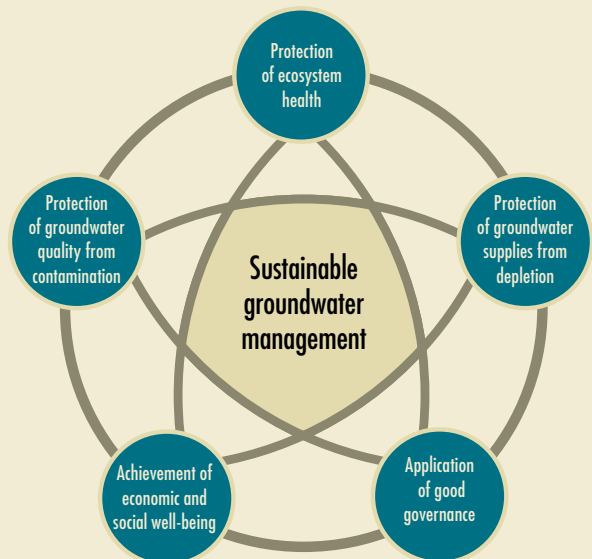 Protection
of ecosystem
health
Protection
of groundwater
quality from
contamination
Protection
of groundwater
supplies from
depletion
Sustainable
groundwater
management
Achievement of
economic and
social well-being
Application
of good
governance